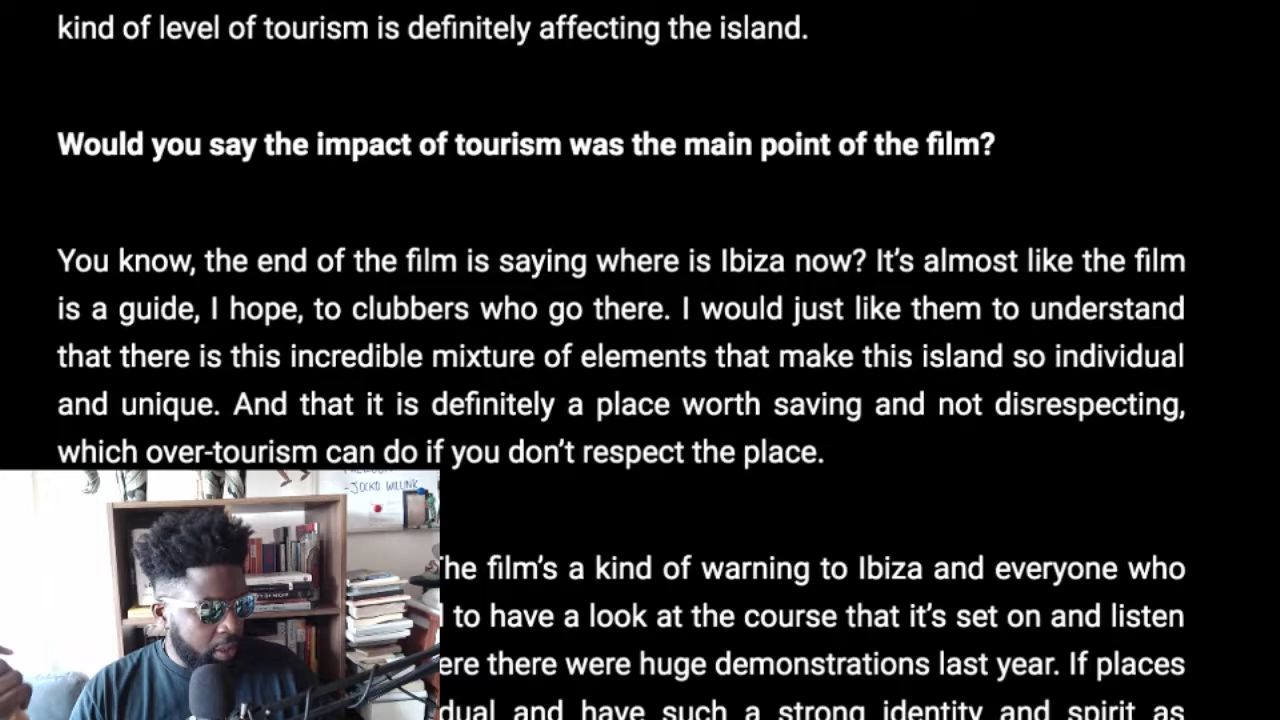 kind of level of tourism is definitely affecting the island.
Would you say the impact of tourism was the main point of the film?
You know, the end of the film is saying where is Ibiza now? It’s almost like the film
is a guide, I hope, to clubbers who go there. I would just like them to understand
that there is this incredible mixture of elements that make this island so individual
and unique. And that it is definitely a place worth saving and not disrespecting,
which over-tourism can do if you don’t respect the place.
-JOCKO WILLINK
The film’s a kind of warning to Ibiza and everyone who
to have a look at the course that it’s set on and listen
there were huge demonstrations last year. If places
and have such a strong identity and spirit as